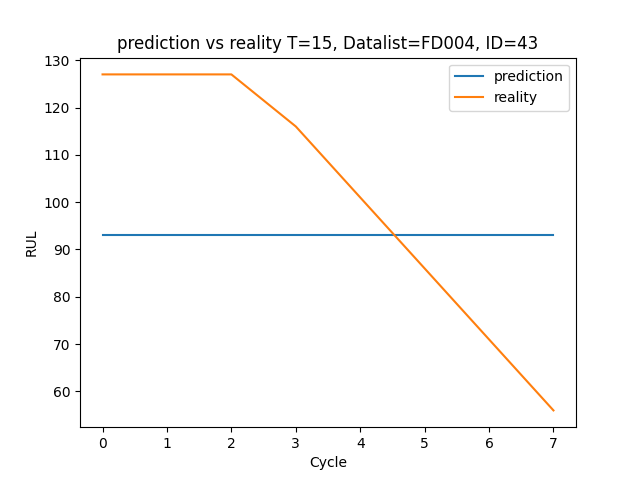 prediction vs reality T=15, Datalist=FD004, ID=43
prediction
reality
130
120
110
100
90
80
70
60
RUL
0 1 2 3 4 5 6 7
Cycle